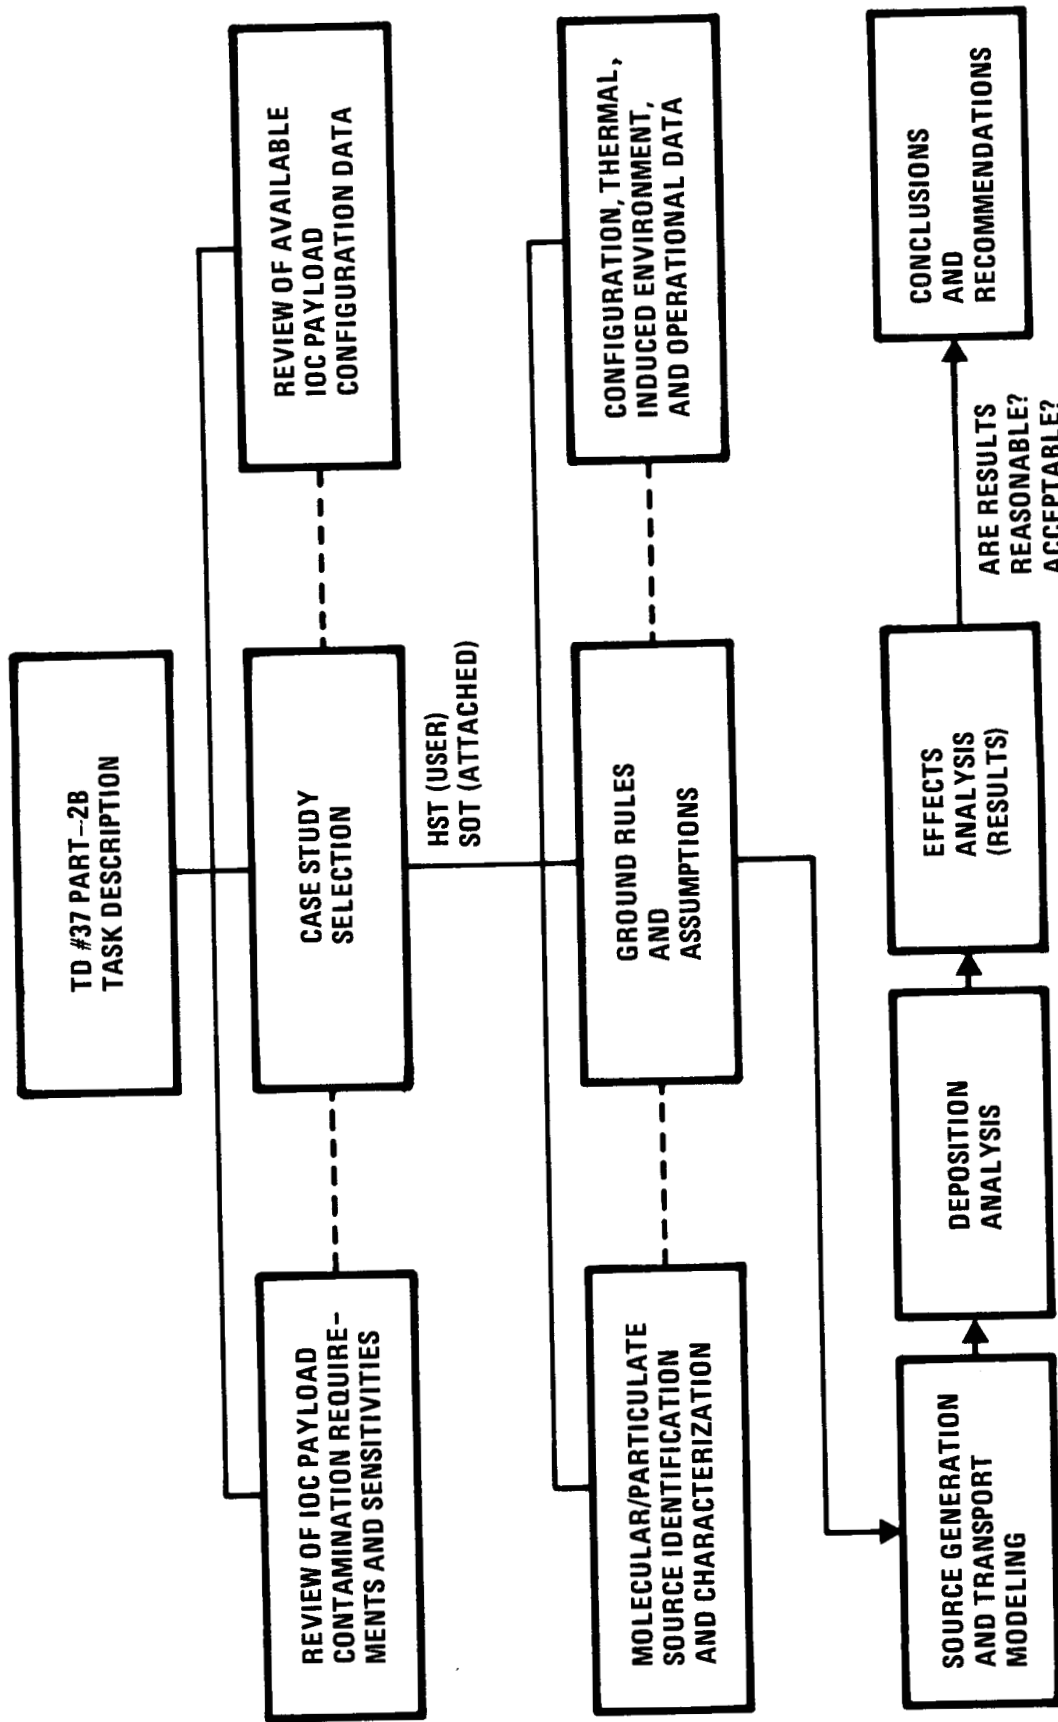 TD #37 PART–2B
TASK DESCRIPTION
REVIEW OF IOC PAYLOAD
CONTAMINATION REQUIRE-
MENTS AND SENSITIVITIES
CASE STUDY
SELECTION
REVIEW OF AVAILABLE
IOC PAYLOAD
CONFIGURATION DATA
HST (USER)
SOT (ATTACHED)
MOLECULAR/PARTICULATE
SOURCE IDENTIFICATION
AND CHARACTERIZATION
GROUND RULES
AND
ASSUMPTIONS
CONFIGURATION, THERMAL,
INDUCED ENVIRONMENT,
AND OPERATIONAL DATA
SOURCE GENERATION
AND TRANSPORT
MODELING
DEPOSITION
ANALYSIS
EFFECTS
ANALYSIS
(RESULTS)
ARE RESULTS
REASONABLE?
ACCEPTABLE?
CONCLUSIONS
AND
RECOMMENDATIONS